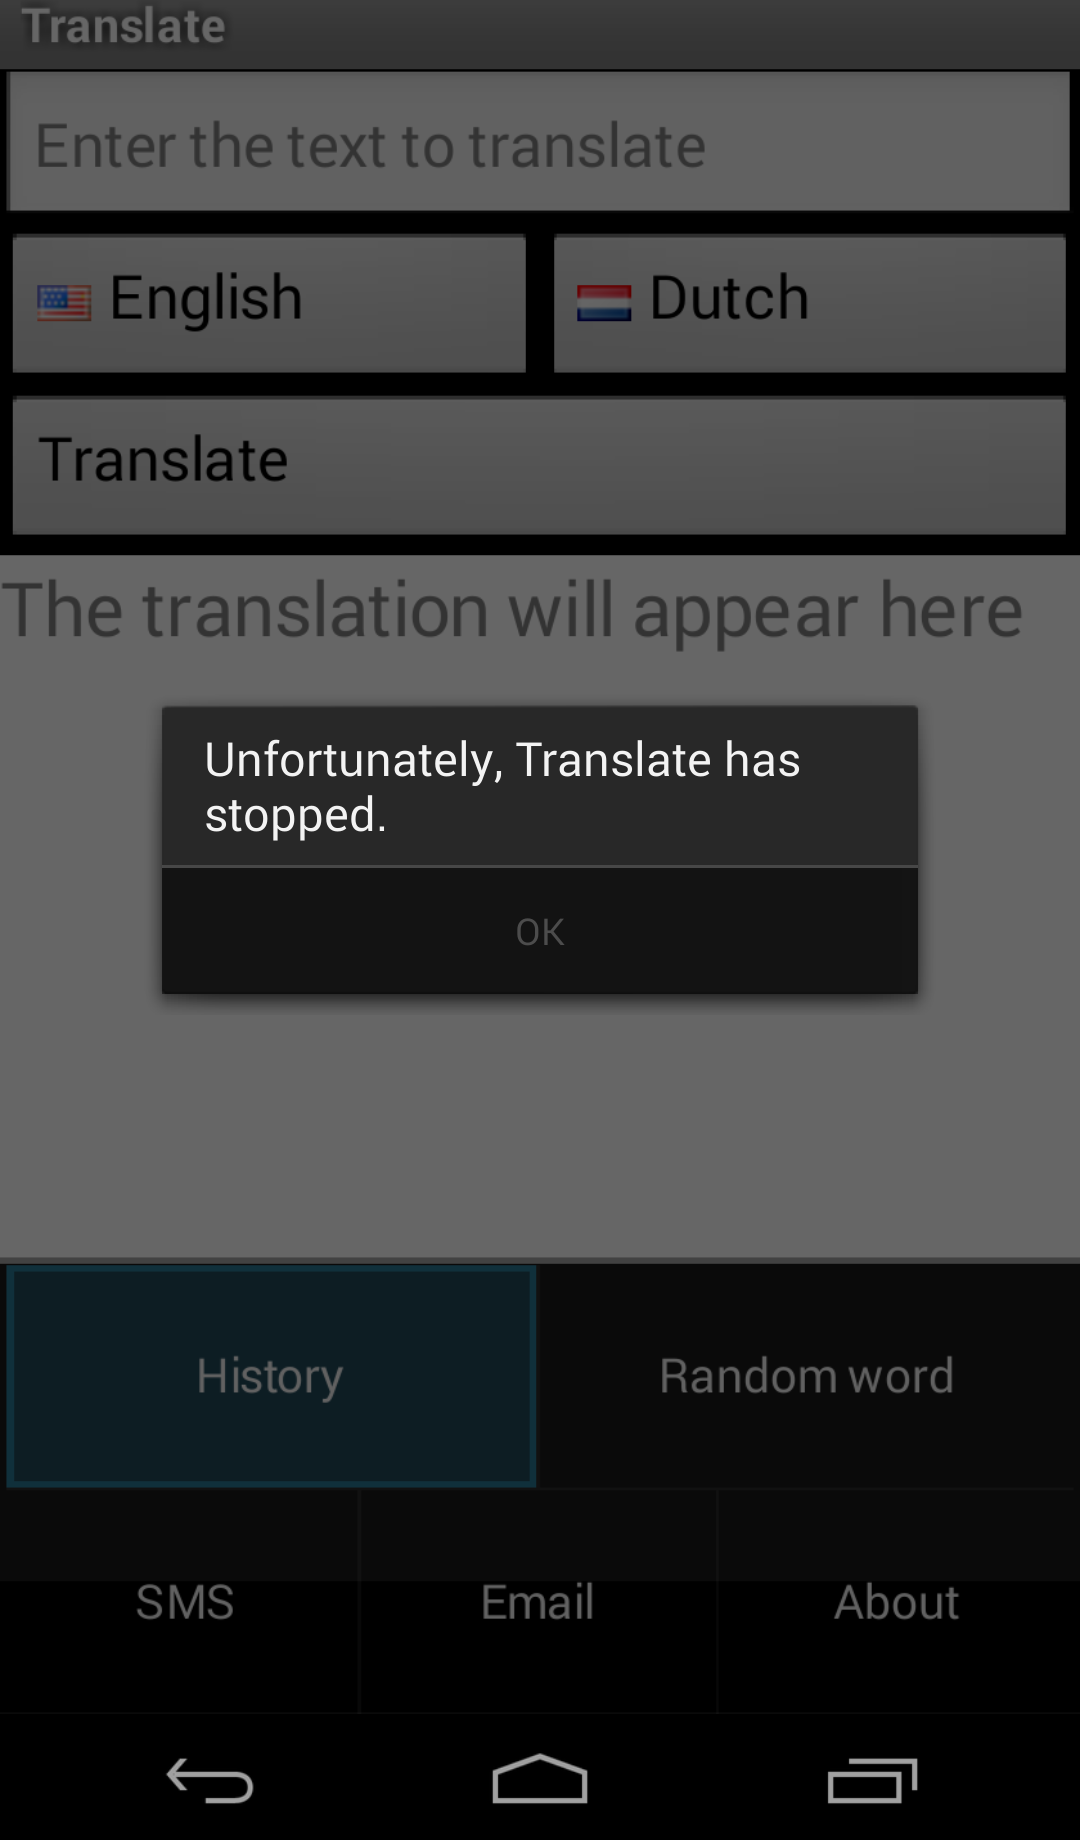 Translate
Enter the text to translate
English
Dutch
Translate
The translation will appear here
Unfortunately, Translate has
stopped.
OK
History
Random word
SMS
Email
About